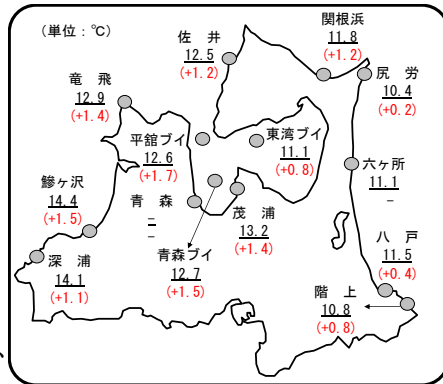 (単位：℃)
関根浜
11.8
(+1.2)
佐 井
12.5
(+1.2)
尻 労
10.4
(+0.2)
竜 飛
12.9
(+1.4)
平舘ブイ
12.6
(+1.7)
東湾ブイ
11.1
(+0.8)
六ヶ所
11.1
－
鰺ヶ沢
14.4
(+1.5)
青 森
－
－
茂 浦
13.2
(+1.4)
青森ブイ
12.7
(+1.5)
深 浦
14.1
(+1.1)
八 戸
11.5
(+0.4)
階 上
10.8
(+0.8)